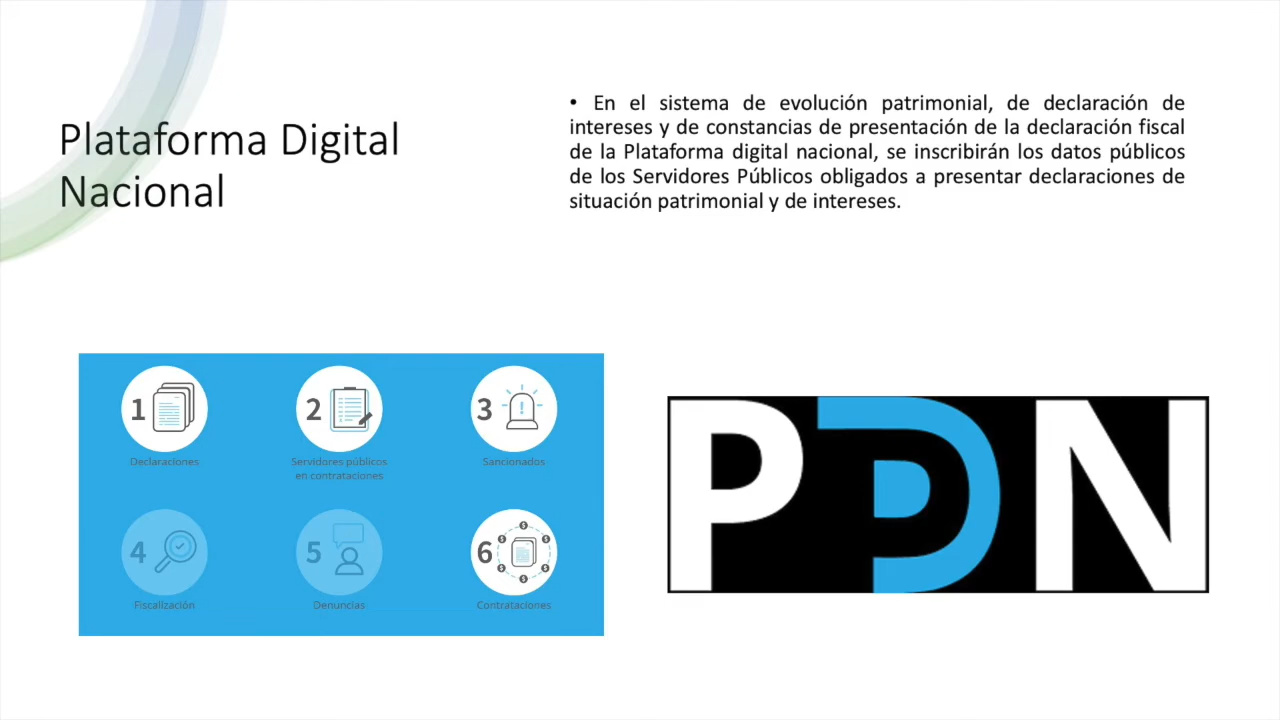 Plataforma Digital
Nacional
• En el sistema de evolución patrimonial, de declaración de
intereses y de constancias de presentación de la declaración fiscal
de la Plataforma digital nacional, se inscribirán los datos públicos
de los Servidores Públicos obligados a presentar declaraciones de
situación patrimonial y de intereses.
1
Declaraciones
2
Servidores públicos
en contrataciones
3
Sancionados
4
Fiscalización
5
Denuncias
6
Contrataciones
PDN